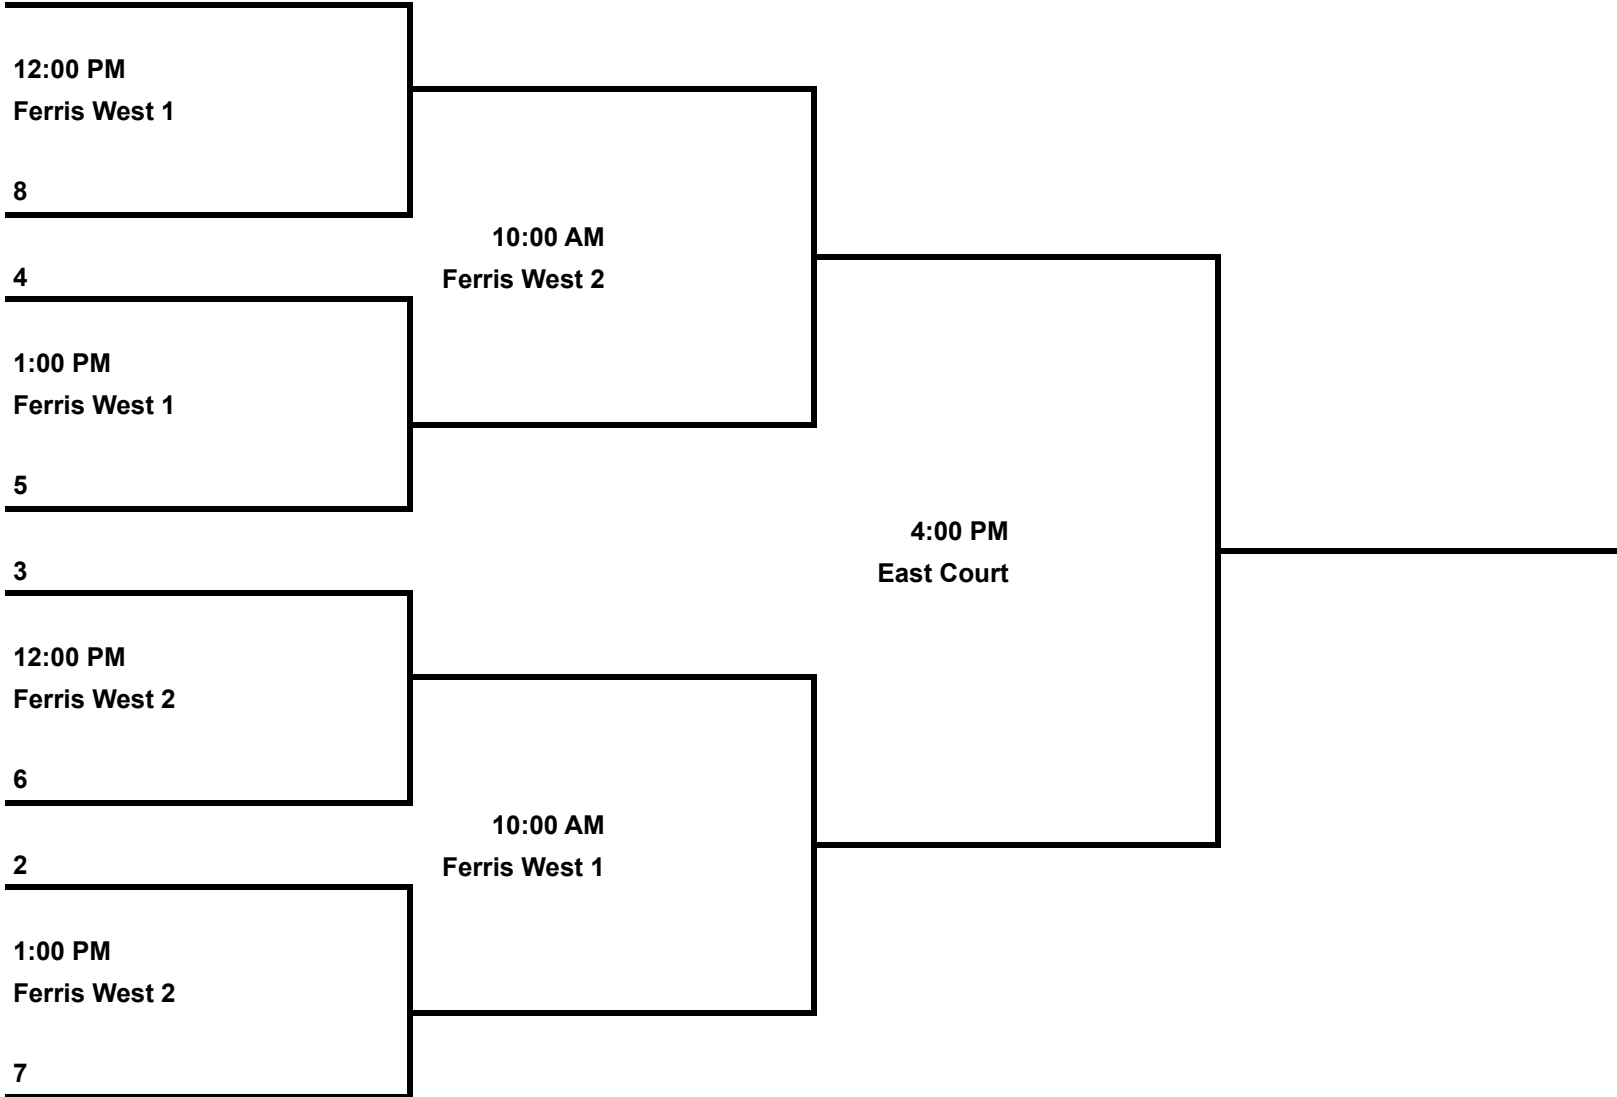 12:00 PM
Ferris West 1
8
10:00 AM
Ferris West 2
4
1:00 PM
Ferris West 1
5
4:00 PM
East Court
3
12:00 PM
Ferris West 2
6
10:00 AM
Ferris West 1
2
1:00 PM
Ferris West 2
7